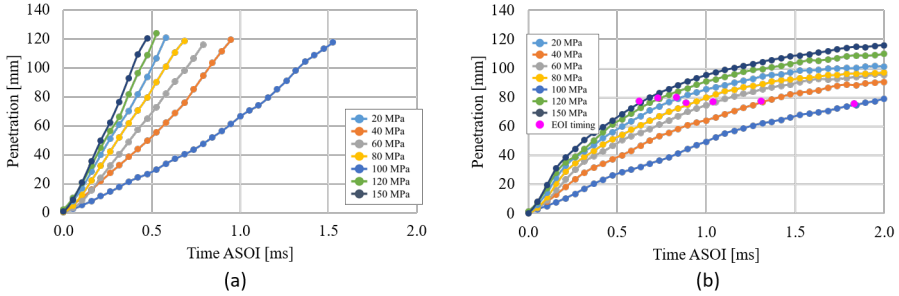 140
120
100
80
60
40
20
0
Penetration [mm]
0.0 0.5 1.0 1.5 2.0
Time ASOI [ms]
20 MPa
40 MPa
60 MPa
80 MPa
100 MPa
120 MPa
150 MPa
(a)
140
120
100
80
60
40
20
0
Penetration [mm]
0.0 0.5 1.0 1.5 2.0
Time ASOI [ms]
20 MPa
40 MPa
60 MPa
80 MPa
100 MPa
120 MPa
150 MPa
EOI timing
(b)